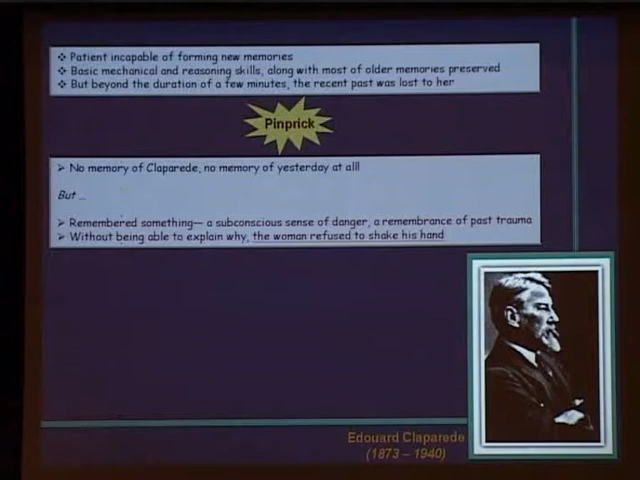 ❖ Patient incapable of forming new memories
❖ Basic mechanical and reasoning skills, along with most of older memories preserved
❖ But beyond the duration of a few minutes, the recent past was lost to her
Pinprick
➢ No memory of Claparede, no memory of yesterday at all!
But …
➢ Remembered something— a subconscious sense of danger, a remembrance of past trauma
➢ Without being able to explain why, the woman refused to shake his hand
Edouard Claparede
(1873 – 1940)